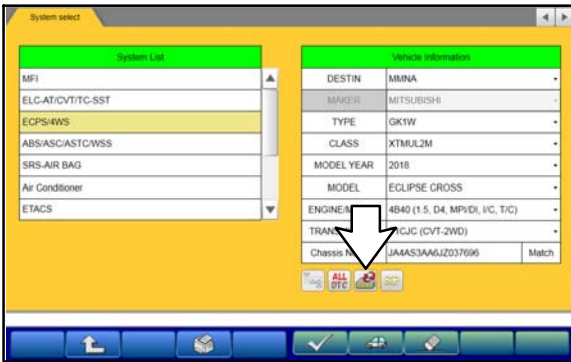 System select
System List
MFI
ELC-AT/CVT/TC-SST
ECPS/4WS
ABS/ASC/ASTC/WSS
SRS-AIR BAG
Air Conditioner
ETACS
Vehicle Information
DESTIN MMNA
MAKER MITSUBISHI
TYPE GK1W
CLASS XTMUL2M
MODEL YEAR 2018
MODEL ECLIPSE CROSS
4B40 (1.5, D4, MPI/DI, I/C, T/C)
(CVT-2WD)
Chassis JA4AS3AA6JZ037696 Match
ALL
DTC